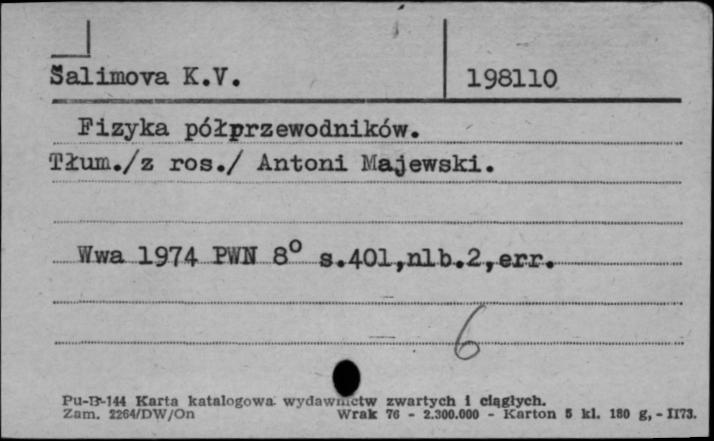 Šalimova K.V. 198110
Fizyka półprzewodników.
Tłum./z ros./ Antoni Majewski.
Wwa 1974 PWN 8° s.401,nlb.2,err.
6
Pu-B-144 Karta katalogowa wydawnictw zwartych i ciągłych.
Zam. 2264/DW/On Wrak 76 - 2.300.000 - Karton 5 kl. 180 g, - II73.